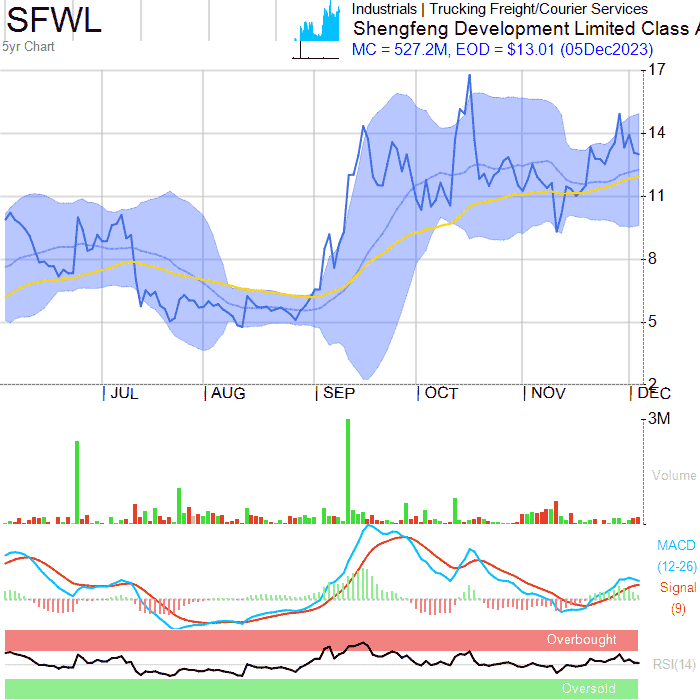 SFWL
5yr Chart
Industrials | Trucking Freight/Courier Services
Shengfeng Development Limited Class A
MC = 527.2M, EOD = $13.01 (05Dec2023)
17
14
11
8
5
2
JUL
AUG
SEP
OCT
NOV
DEC
3M
Volume
MACD
(12-26)
Signal
(9)
Overbought
RSI(14)
Oversold